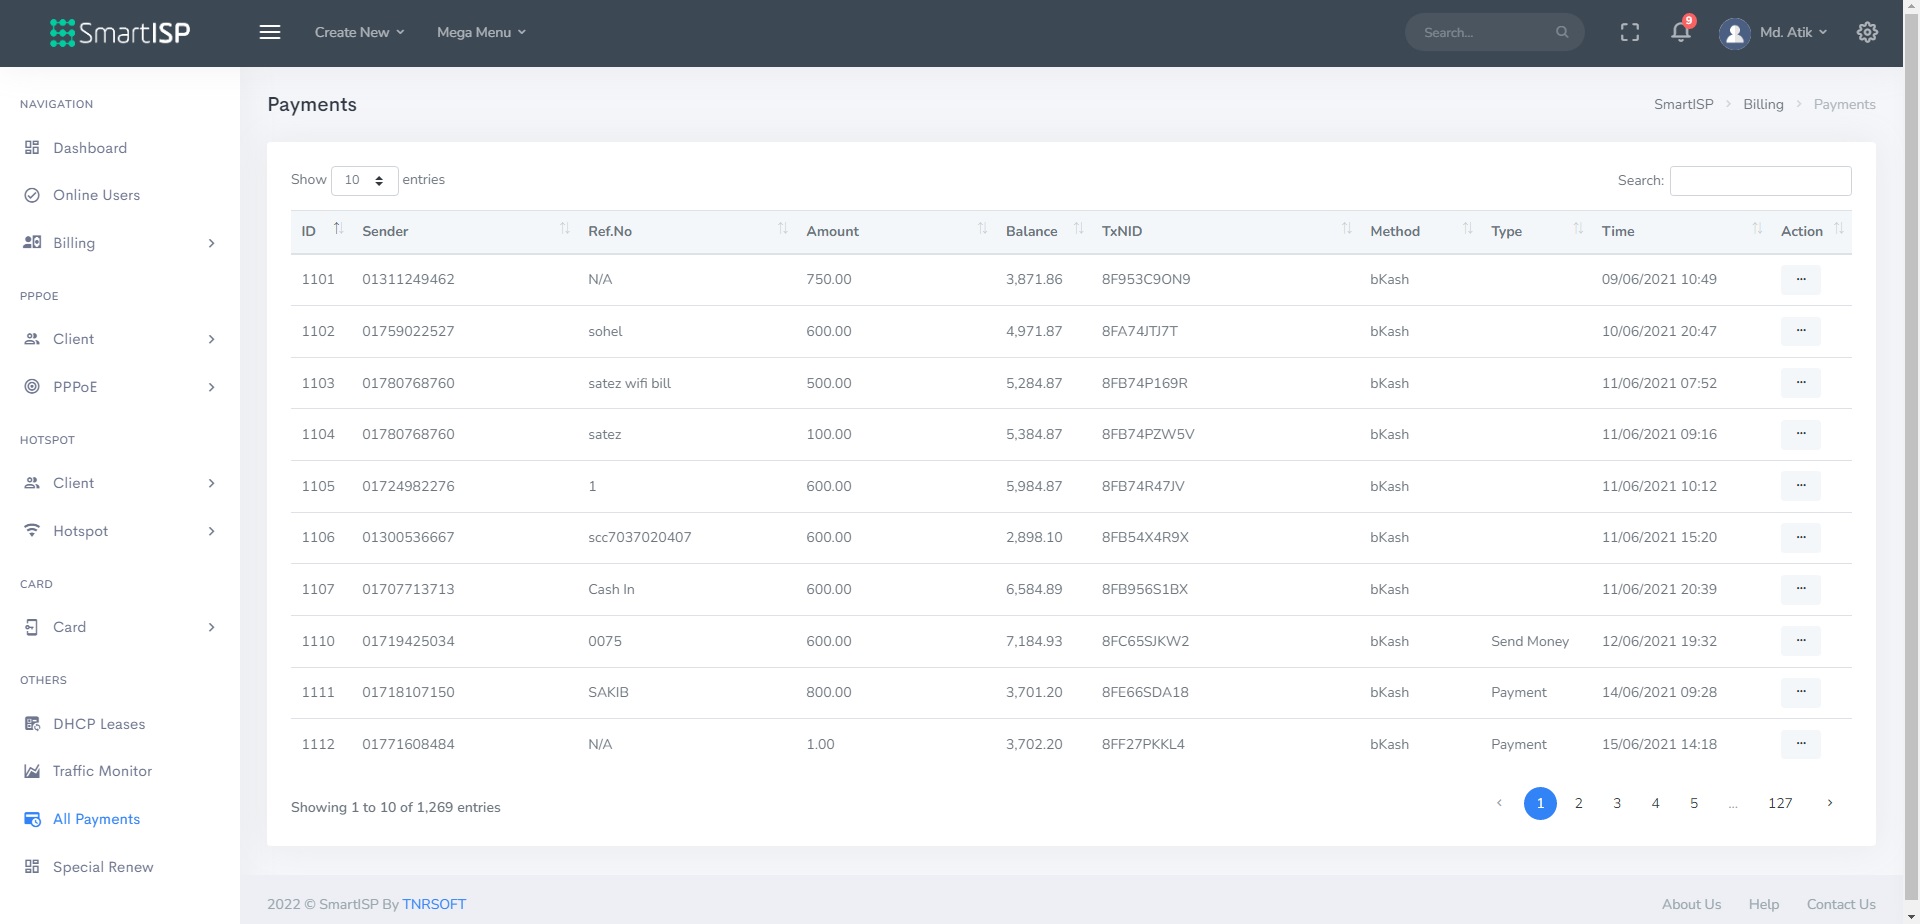 SmartISP
Create New
Mega Menu
Search...
9
Md. Atik
NAVIGATION
Dashboard
Online Users
Billing
PPPOE
Client
PPPoE
HOTSPOT
Client
Hotspot
CARD
Card
OTHERS
DHCP Leases
Traffic Monitor
All Payments
Special Renew
Payments
SmartISP > Billing > Payments
Show 10 entries
Search:
ID Sender Ref.No Amount Balance TxNID Method Type Time Action
1101 01311249462 N/A 750.00 3,871.86 8F953C9ON9 bKash 09/06/2021 10:49 ...
1102 01759022527 sohel 600.00 4,971.87 8FA74JTJ7T bKash 10/06/2021 20:47 ...
1103 01780768760 satez wifi bill 500.00 5,284.87 8FB74P169R bKash 11/06/2021 07:52 ...
1104 01780768760 satez 100.00 5,384.87 8FB74PZW5V bKash 11/06/2021 09:16 ...
1105 01724982276 1 600.00 5,984.87 8FB74R47JV bKash 11/06/2021 10:12 ...
1106 01300536667 scc7037020407 600.00 2,898.10 8FB54X4R9X bKash 11/06/2021 15:20 ...
1107 01707713713 Cash In 600.00 6,584.89 8FB956S1BX bKash 11/06/2021 20:39 ...
1110 01719425034 0075 600.00 7,184.93 8FC65SJKW2 bKash Send Money 12/06/2021 19:32 ...
1111 01718107150 SAKIB 800.00 3,701.20 8FE66SDA18 bKash Payment 14/06/2021 09:28 ...
1112 01771608484 N/A 1.00 3,702.20 8FF27PKKL4 bKash Payment 15/06/2021 14:18 ...
Showing 1 to 10 of 1,269 entries
‹ 1 2 3 4 5 ... 127 ›
2022 © SmartISP By TNRSOFT
About Us Help Contact Us